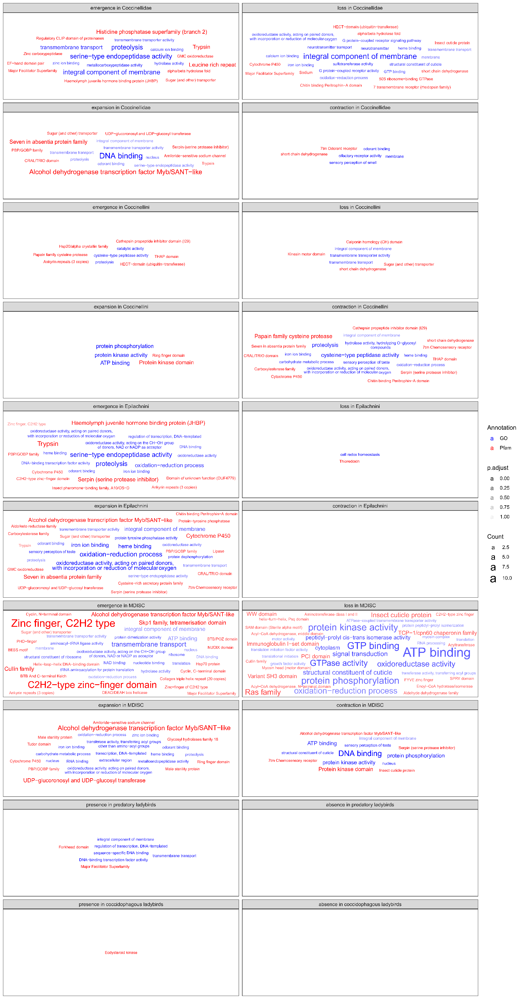 emergence in Coccinellidae
Histidine phosphatase superfamily (branch 2)
Regulatory CLIP domain of proteinases
transmembrane transporter activity
transmembrane transport
proteolysis
calcium ion binding
Trypsin
Zinc carboxypeptidase
serine−type endopeptidase activity
GMC oxidoreductase
EF−hand domain pair
zinc ion binding
metallocarboxypeptidase activity
hydrolase activity
Leucine rich repeat
Major Facilitator Superfamily
integral component of membrane
alpha/beta hydrolase fold
Haemolymph juvenile hormone binding protein (JHBP)
Sugar (and other) transporter
loss in Coccinellidae
HECT−domain (ubiquitin−transferase)
oxidoreductase activity, acting on paired donors,
with incorporation or reduction of molecular oxygen
alpha/beta hydrolase fold
G protein−coupled receptor signaling pathway
Insect cuticle protein
neurotransmitter transport
neurotransmitter
heme binding
transmembrane transport
calcium ion binding
integral component of membrane
membrane
Cytochrome P450
iron ion binding
sulfotransferase activity
structural constituent of cuticle
Major Facilitator Superfamily
Sodium
G protein−coupled receptor activity
GTP binding
short chain dehydrogenase
oxidation−reduction process
50S ribosome−binding GTPase
Chitin binding Peritrophin−A domain
7 transmembrane receptor (rhodopsin family)
expansion in Coccinellidae
Sugar (and other) transporter
UDP−glucoronosyl and UDP−glucosyl transferase
Seven in absentia protein family
integral component of membrane
PBP/GOBP family
transmembrane transport
transmembrane transporter activity
Serpin (serine protease inhibitor)
CRAL/TRIO domain
proteolysis
DNA binding
nucleus
Amiloride−sensitive sodium channel
odorant binding
serine−type endopeptidase activity
Trypsin
Alcohol dehydrogenase transcription factor Myb/SANT−like
contraction in Coccinellidae
7tm Odorant receptor
odorant binding
short chain dehydrogenase
olfactory receptor activity
membrane
sensory perception of smell
emergence in Coccinellini
Cathepsin propeptide inhibitor domain (I29)
Hsp20/alpha crystallin family
catalytic activity
Papain family cysteine protease
cysteine−type peptidase activity
THAP domain
Ankyrin repeats (3 copies)
proteolysis
HECT−domain (ubiquitin−transferase)
loss in Coccinellini
Calponin homology (CH) domain
integral component of membrane
Kinesin motor domain
transmembrane transporter activity
transmembrane transport
Sugar (and other) transporter
short chain dehydrogenase
expansion in Coccinellini
protein phosphorylation
protein kinase activity
Ring finger domain
ATP binding
Protein kinase domain
contraction in Coccinellini
Cathepsin propeptide inhibitor domain (I29)
Papain family cysteine protease
integral component of membrane
short chain dehydrogenase
Seven in absentia protein family
proteolysis
hydrolase activity, hydrolyzing O−glycosyl
compounds
7tm Chemosensory receptor
CRAL/TRIO domain
iron ion binding
cysteine−type peptidase activity
heme binding
THAP domain
carbohydrate metabolic process
sensory perception of taste
oxidation−reduction process
Carboxylesterase family
oxidoreductase activity, acting on paired donors,
with incorporation or reduction of molecular oxygen
Serpin (serine protease inhibitor)
Cytochrome P450
Chitin binding Peritrophin−A domain
emergence in Epilachnini
Zinc finger, C2H2 type
Haemolymph juvenile hormone binding protein (JHBP)
oxidoreductase activity, acting on paired donors,
with incorporation or reduction of molecular oxygen
regulation of transcription, DNA−templated
Trypsin
oxidoreductase activity, acting on the CH−OH group
of donors, NAD or NADP as acceptor
DNA binding
PBP/GOBP family
heme binding
serine−type endopeptidase activity
oxidoreductase activity
DNA−binding transcription factor activity
proteolysis
oxidation−reduction process
Cytochrome P450
odorant binding
iron ion binding
C2H2−type zinc−finger domain
Serpin (serine protease inhibitor)
Domain of unknown function (DUF4779)
Insect pheromone−binding family, A10/OS−D
Ankyrin repeats (3 copies)
loss in Epilachnini
cell redox homeostasis
Thioredoxin
expansion in Epilachnini
Chitin binding Peritrophin−A domain
Alcohol dehydrogenase transcription factor Myb/SANT−like
Protein−tyrosine phosphatase
Aldo/keto reductase family
transmembrane transporter activity
integral component of membrane
Carboxylesterase family
Sugar (and other) transporter
protein tyrosine phosphatase activity
Cytochrome P450
Trypsin
odorant binding
iron ion binding
heme binding
oxidoreductase activity
sensory perception of taste
oxidation−reduction process
PBP/GOBP family
Lipase
protein dephosphorylation
proteolysis
oxidoreductase activity, acting on paired donors,
with incorporation or reduction of molecular oxygen
transmembrane transport
GMC oxidoreductase
Seven in absentia protein family
serine−type endopeptidase activity
CRAL/TRIO domain
Cysteine−rich secretory protein family
UDP−glucoronosyl and UDP−glucosyl transferase
7tm Chemosensory receptor
Serpin (serine protease inhibitor)
contraction in Epilachnini
Annotation
a GO
a Pfam
p.adjust
a 0.00
a 0.25
a 0.50
a 0.75
a 1.00
Count
a 2.5
a 5.0
a 7.5
a 10.0
emergence in MDISC
Cyclin, N−terminal domain
Alcohol dehydrogenase transcription factor Myb/SANT−like
Zinc finger, C2H2 type
Skp1 family, tetramerisation domain
Sugar (and other) transporter
integral component of membrane
transmembrane transporter activity
protein dimerization activity
ATP binding
BTB/POZ domain
PHD−finger
aminoacyl−tRNA ligase activity
transmembrane transport
NUDIX domain
BESS motif
membrane
oxidoreductase activity, acting on the CH−OH group
of donors, NAD or NADP as acceptor
nucleus
structural constituent of ribosome
ribosome
DNA binding
Helix−loop−helix DNA−binding domain
NAD binding
nucleotide binding
translation
Hsp70 protein
Cullin family
tRNA aminoacylation for protein translation
hydrolase activity
Cyclin, C−terminal domain
BTB And C−terminal Kelch
oxidation−reduction process
Collagen triple helix repeat (20 copies)
C2H2−type zinc−finger domain
Zinc−finger of C2H2 type
Ankyrin repeats (3 copies)
DEAD/DEAH box helicase
Major Facilitator Superfamily
loss in MDISC
WW domain
Aminotransferase class I and II
Insect cuticle protein
C2H2−type zinc finger
helix−turn−helix, Psq domain
ATPase−coupled transmembrane transporter activity
SAM domain (Sterile alpha motif)
protein kinase activity
protein peptidyl−prolyl isomerization
Acyl−CoA dehydrogenase, middle domain
TCP−1/cpn60 chaperonin family
motor activity
peptidyl−prolyl cis−trans isomerase activity
myosin complex
translation
Immunoglobulin I−set domain
GTP binding
RNA processing
Acyltransferase
translation initiation factor activity
cytoplasm
ATP binding
translational initiation
PCI domain
signal transduction
Cullin family
growth factor activity
GTPase activity
oxidoreductase activity
Myosin head (motor domain)
structural constituent of cuticle
transferase activity, transferring acyl groups
Variant SH3 domain
protein phosphorylation
FYVE zinc finger
SPRY domain
Acyl−CoA dehydrogenase, N−terminal domain
Enoyl−CoA hydratase/isomerase
Ras family
oxidation−reduction process
Aldehyde dehydrogenase family
expansion in MDISC
Amiloride−sensitive sodium channel
Alcohol dehydrogenase transcription factor Myb/SANT−like
Male sterility protein
oxidation−reduction process
zinc ion binding
Glycosyl hydrolases family 18
Tudor domain
iron ion binding
transferase activity, transferring acyl groups
other than amino−acyl groups
odorant binding
carbohydrate metabolic process
transcription, DNA−templated
heme binding
proteolysis
Cytochrome P450
nucleus
RNA binding
extracellular region
metalloendopeptidase activity
Ring finger domain
PBP/GOBP family
oxidoreductase activity, acting on paired donors,
with incorporation or reduction of molecular oxygen
Male sterility protein
UDP−glucoronosyl and UDP−glucosyl transferase
contraction in MDISC
Alcohol dehydrogenase transcription factor Myb/SANT−like
integral component of membrane
ATP binding
sensory perception of taste
Serpin (serine protease inhibitor)
structural constituent of cuticle
DNA binding
protein phosphorylation
7tm Chemosensory receptor
protein kinase activity
nucleus
Protein kinase domain
Insect cuticle protein
presence in predatory ladybirds
integral component of membrane
Forkhead domain
regulation of transcription, DNA−templated
sequence−specific DNA binding
transmembrane transport
DNA−binding transcription factor activity
Major Facilitator Superfamily
absence in predatory ladybirds
presence in coccidophagous ladybirds
Ecdysteroid kinase
absence in coccidophagous ladybirds